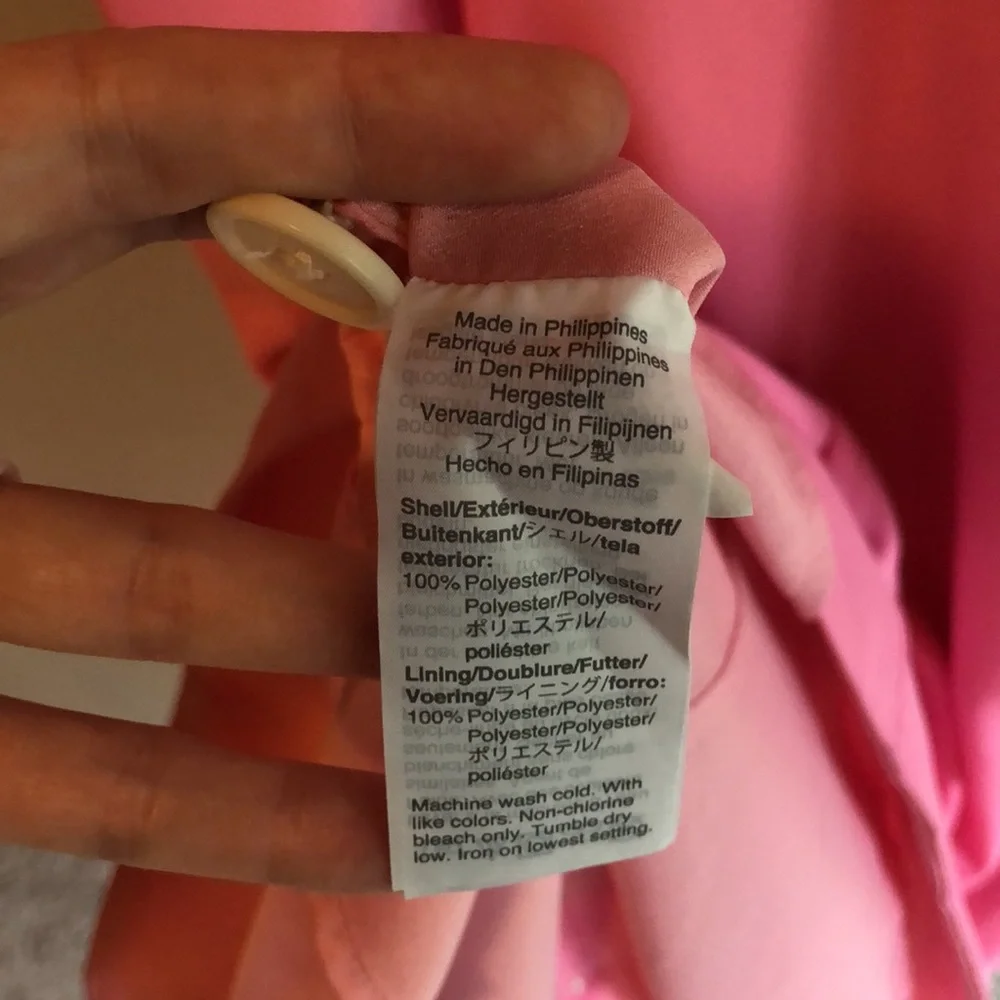 Made in Philippines
Fabriqué aux Philippines
in Den Philippinen
Hergestellt
Vervaardigd in Filipijnen
フィリピン製
Hecho en Filipinas
Shell/Extérieur/Oberstoff/
Buitenkant/シェル/tela
exterior:
100% Polyester/Polyester/
Polyester/Polyester/
ポリエステル/
poliéster
Lining/Doublure/Futter/
Voering/ライニング/forro:
100% Polyester/Polyester/
Polyester/Polyester/
ポリエステル/
poliéster
Machine wash cold. With
like colors. Non-chlorine
bleach only. Tumble dry
low. Iron on lowest setting.